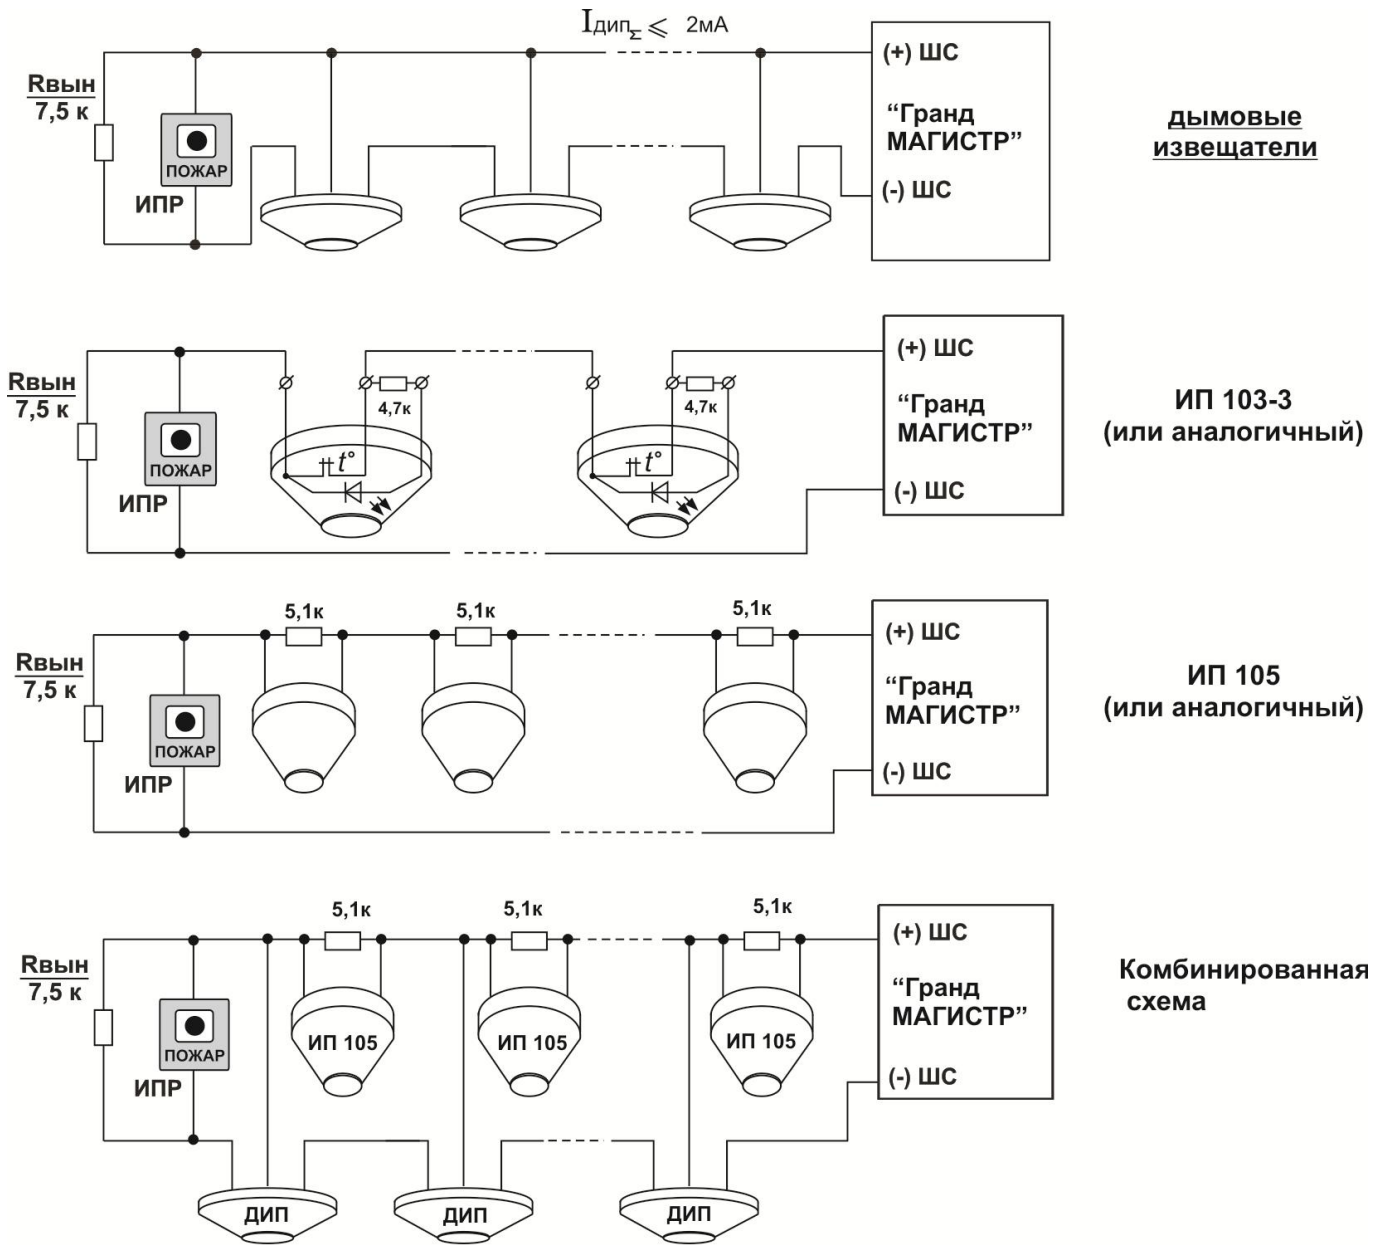 Iдип Σ ⩽ 2мА
(+) ШС
Rвын
7,5 к
“Гранд
МАГИСТР”
дымовые
извещатели
ПОЖАР
ИПР
(-) ШС
(+) ШС
Rвын
7,5 к
4,7к
4,7к
“Гранд
МАГИСТР”
ИП 103-3
(или аналогичный)
ПОЖАР
t°
t°
ИПР
(-) ШС
5,1к
5,1к
5,1к
(+) ШС
Rвын
7,5 к
“Гранд
МАГИСТР”
ИП 105
(или аналогичный)
ПОЖАР
ИПР
(-) ШС
5,1к
5,1к
5,1к
(+) ШС
Rвын
7,5 к
“Гранд
МАГИСТР”
Комбинированная
схема
ПОЖАР
ИП 105
ИП 105
ИП 105
ИПР
(-) ШС
ДИП
ДИП
ДИП